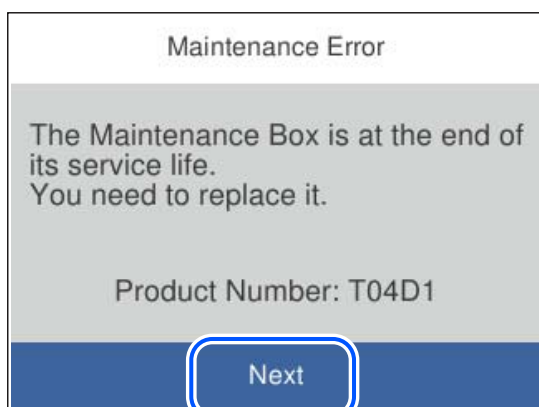 Maintenance Error
The Maintenance Box is at the end of
its service life.
You need to replace it.
Product Number: T04D1
Next